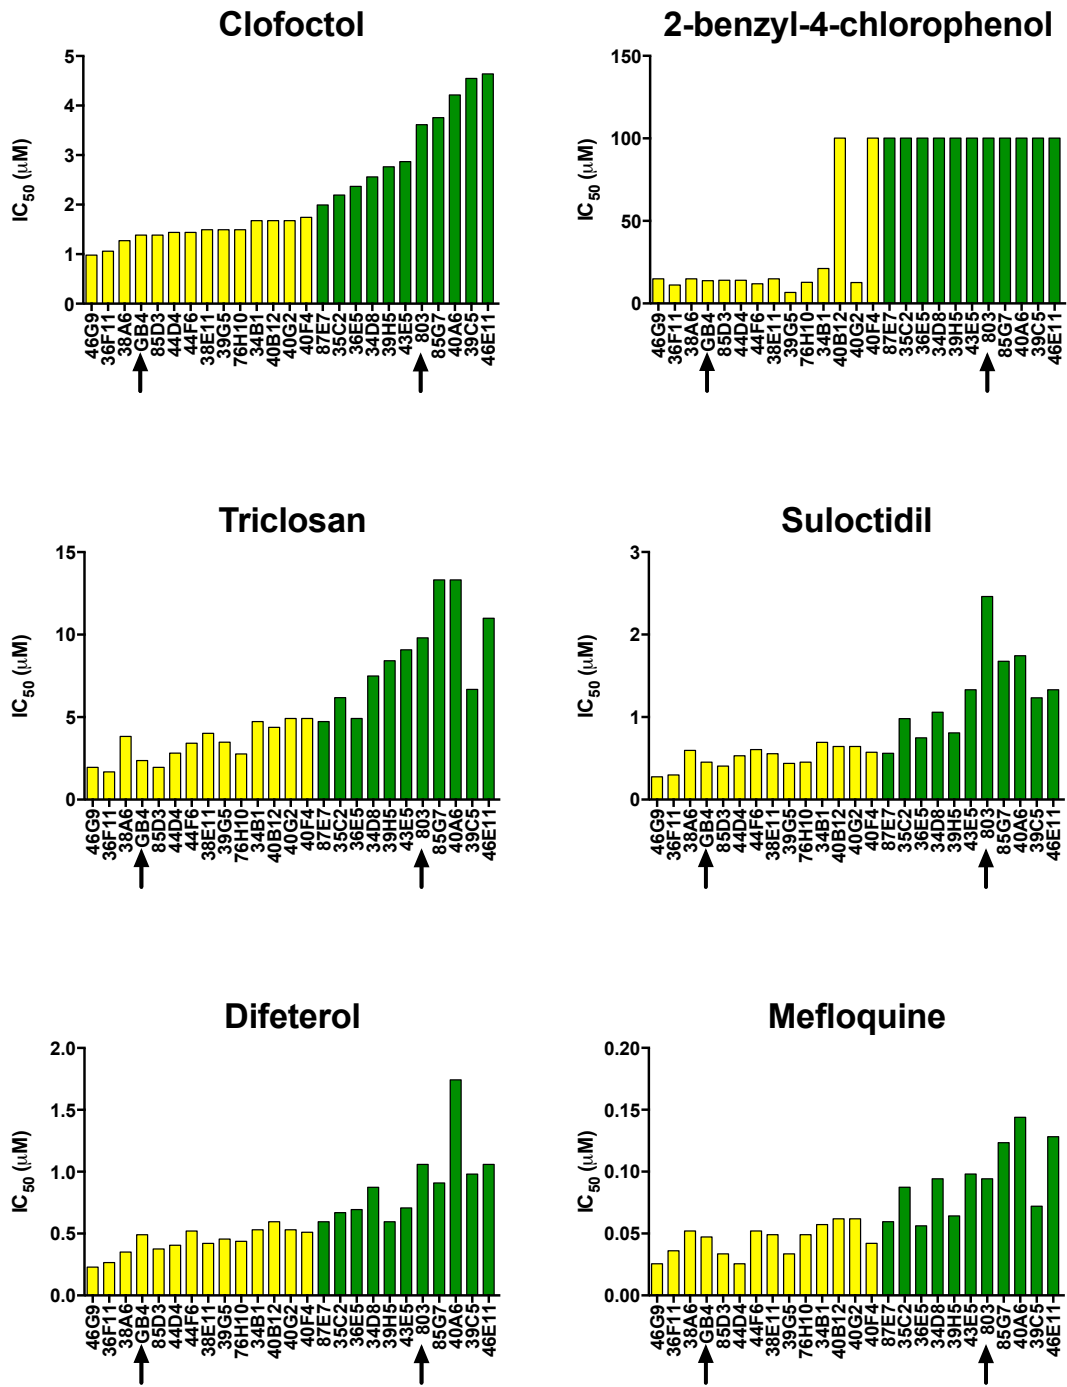 Clofoctol
IC50 (μM)
5
4
3
2
1
0
46G9
36F11
38A6
GB4
85D3
44D4
44F6
38E11
39G5
76H10
34B1
40B12
40G2
40F4
87E7
35C2
36E5
34D8
39H5
43E5
803
85G7
40A6
39C5
46E11
2-benzyl-4-chlorophenol
IC50 (μM)
150
100
50
0
46G9
36F11
38A6
GB4
85D3
44D4
44F6
38E11
39G5
76H10
34B1
40B12
40G2
40F4
87E7
35C2
36E5
34D8
39H5
43E5
803
85G7
40A6
39C5
46E11
Triclosan
IC50 (μM)
15
10
5
0
46G9
36F11
38A6
GB4
85D3
44D4
44F6
38E11
39G5
76H10
34B1
40B12
40G2
40F4
87E7
35C2
36E5
34D8
39H5
43E5
803
85G7
40A6
39C5
46E11
Suloctidil
IC50 (μM)
3
2
1
0
46G9
36F11
38A6
GB4
85D3
44D4
44F6
38E11
39G5
76H10
34B1
40B12
40G2
40F4
87E7
35C2
36E5
34D8
39H5
43E5
803
85G7
40A6
39C5
46E11
Difeterol
IC50 (μM)
2.0
1.5
1.0
0.5
0.0
46G9
36F11
38A6
GB4
85D3
44D4
44F6
38E11
39G5
76H10
34B1
40B12
40G2
40F4
87E7
35C2
36E5
34D8
39H5
43E5
803
85G7
40A6
39C5
46E11
Mefloquine
IC50 (μM)
0.20
0.15
0.10
0.05
0.00
46G9
36F11
38A6
GB4
85D3
44D4
44F6
38E11
39G5
76H10
34B1
40B12
40G2
40F4
87E7
35C2
36E5
34D8
39H5
43E5
803
85G7
40A6
39C5
46E11